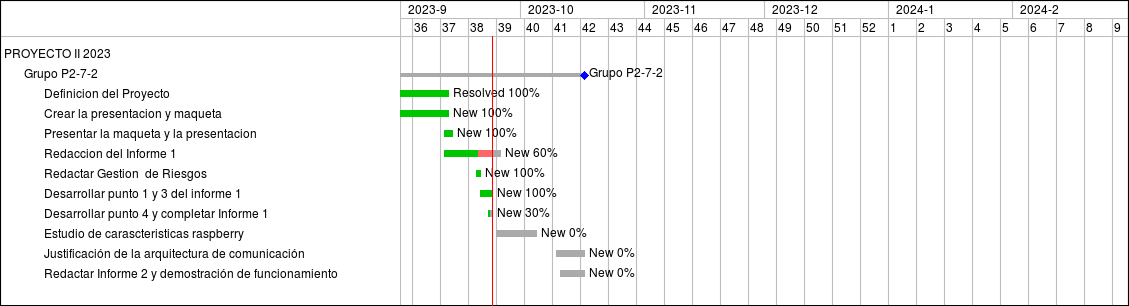 2023-9 2023-10 2023-11 2023-12 2024-1 2024-2
36 37 38 39 40 41 42 43 44 45 46 47 48 49 50 51 52 1 2 3 4 5 6 7 8 9
PROYECTO II 2023
Grupo P2-7-2 Grupo P2-7-2
Definicion del Proyecto Resolved 100%
Crear la presentacion y maqueta New 100%
Presentar la maqueta y la presentacion New 100%
Redaccion del Informe 1 New 60%
Redactar Gestion de Riesgos New 100%
Desarrollar punto 1 y 3 del informe 1 New 100%
Desarrollar punto 4 y completar Informe 1 New 30%
Estudio de carascteristicas raspberry New 0%
Justificación de la arquitectura de comunicación New 0%
Redactar Informe 2 y demostración de funcionamiento New 0%